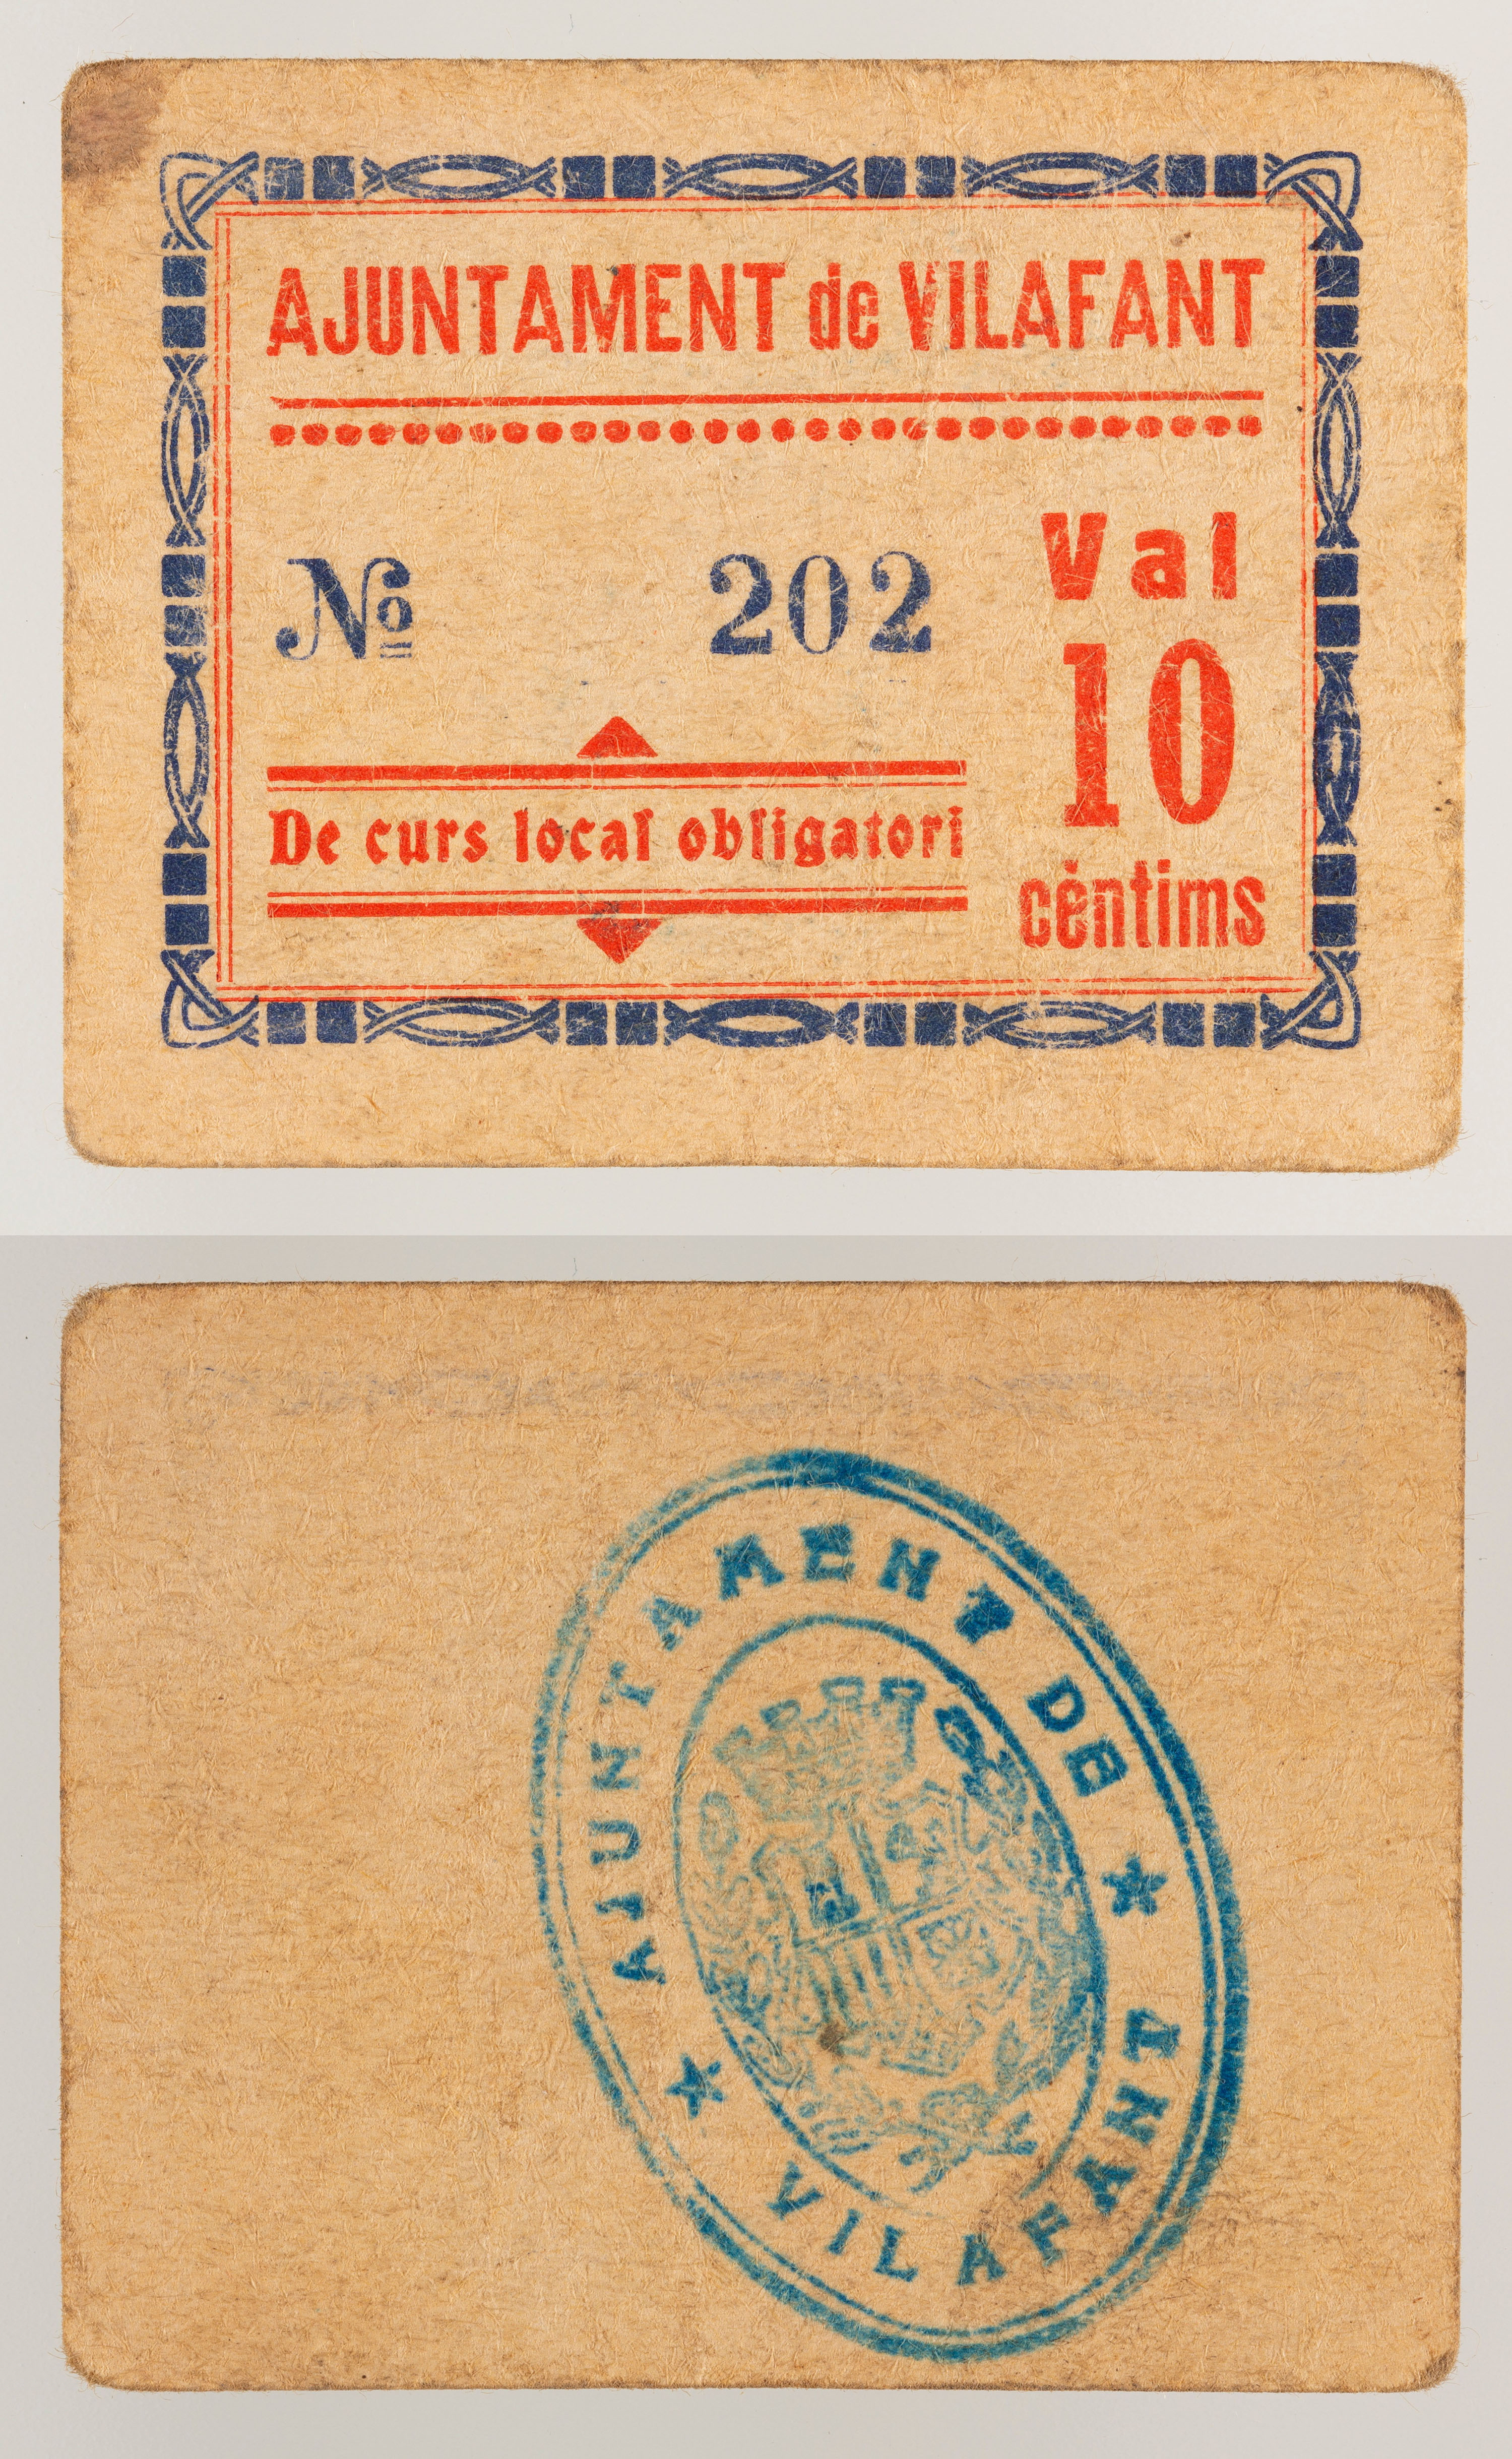 AJUNTAMENT de VILAFANT
Nº 202
Val
10
cèntims
De curs local obligatori
AJUNTAMENT DE
VILAFANT